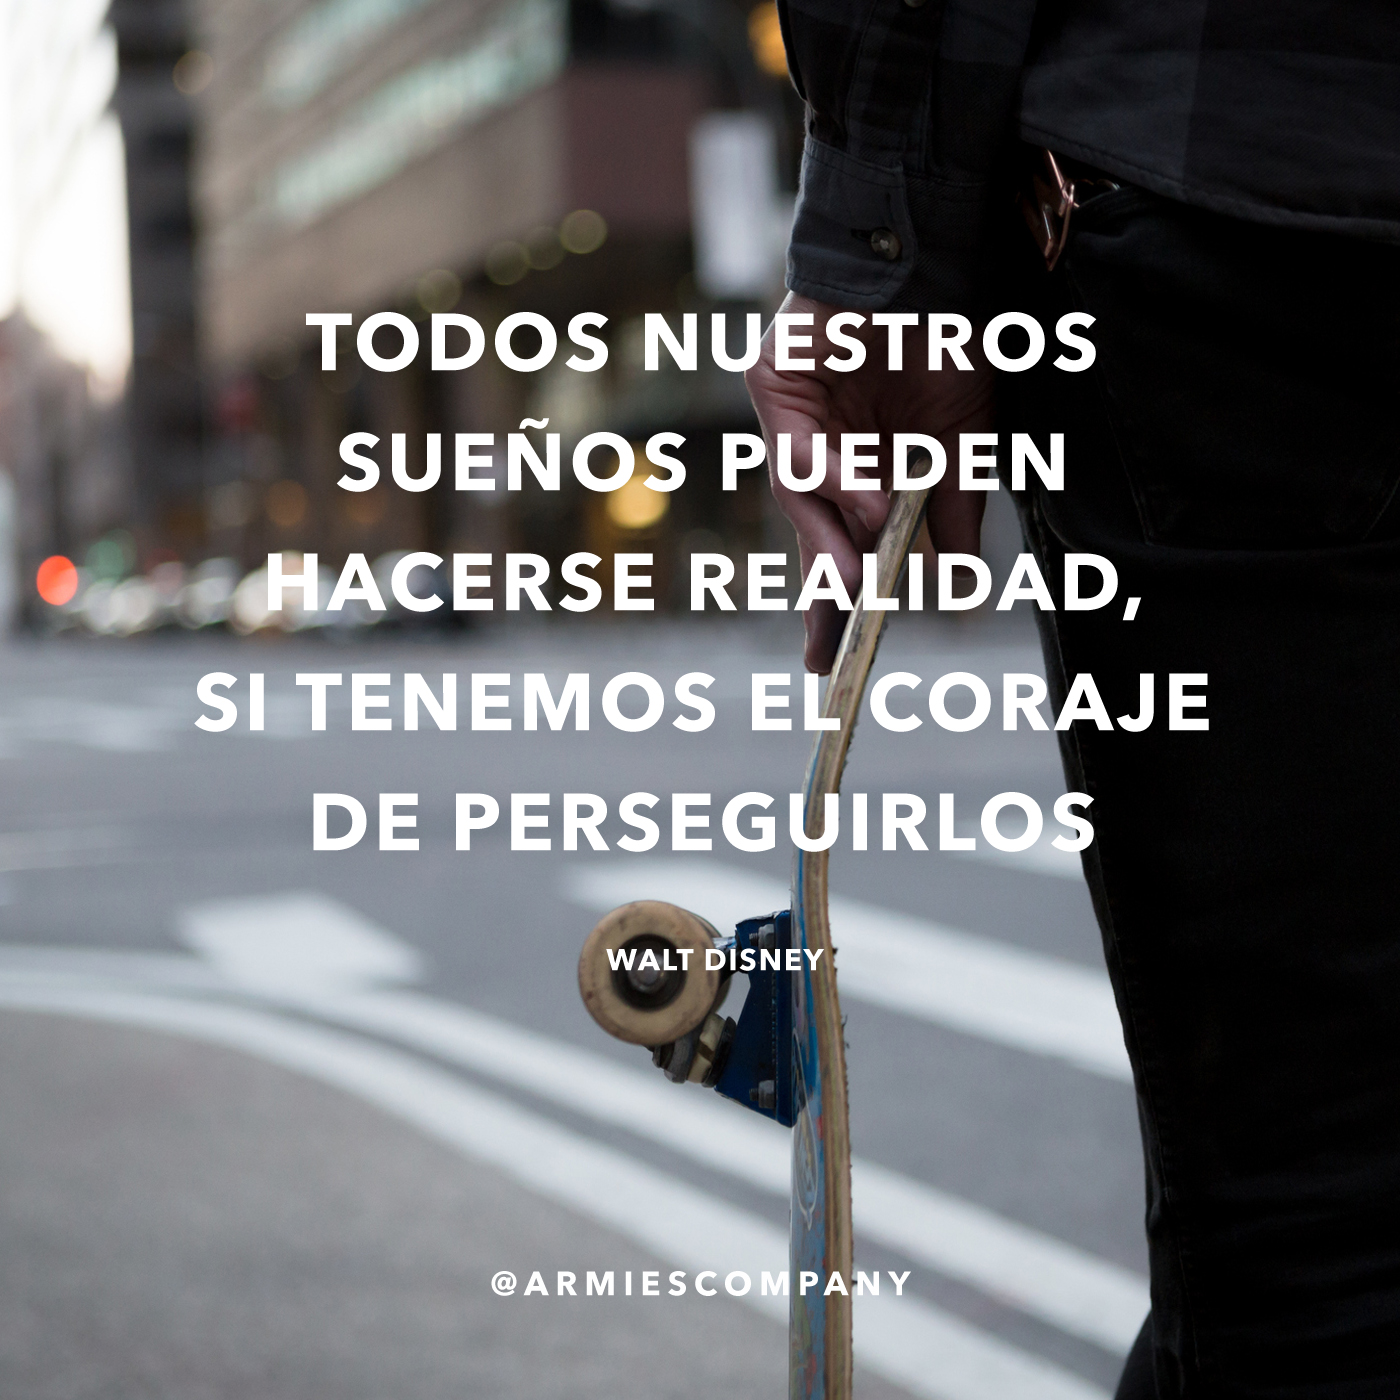 TODOS NUESTROS
SUEÑOS PUEDEN
HACERSE REALIDAD,
SI TENEMOS EL CORAJE
DE PERSEGUIRLOS
WALT DISNEY
@ARMIESCOMPANY